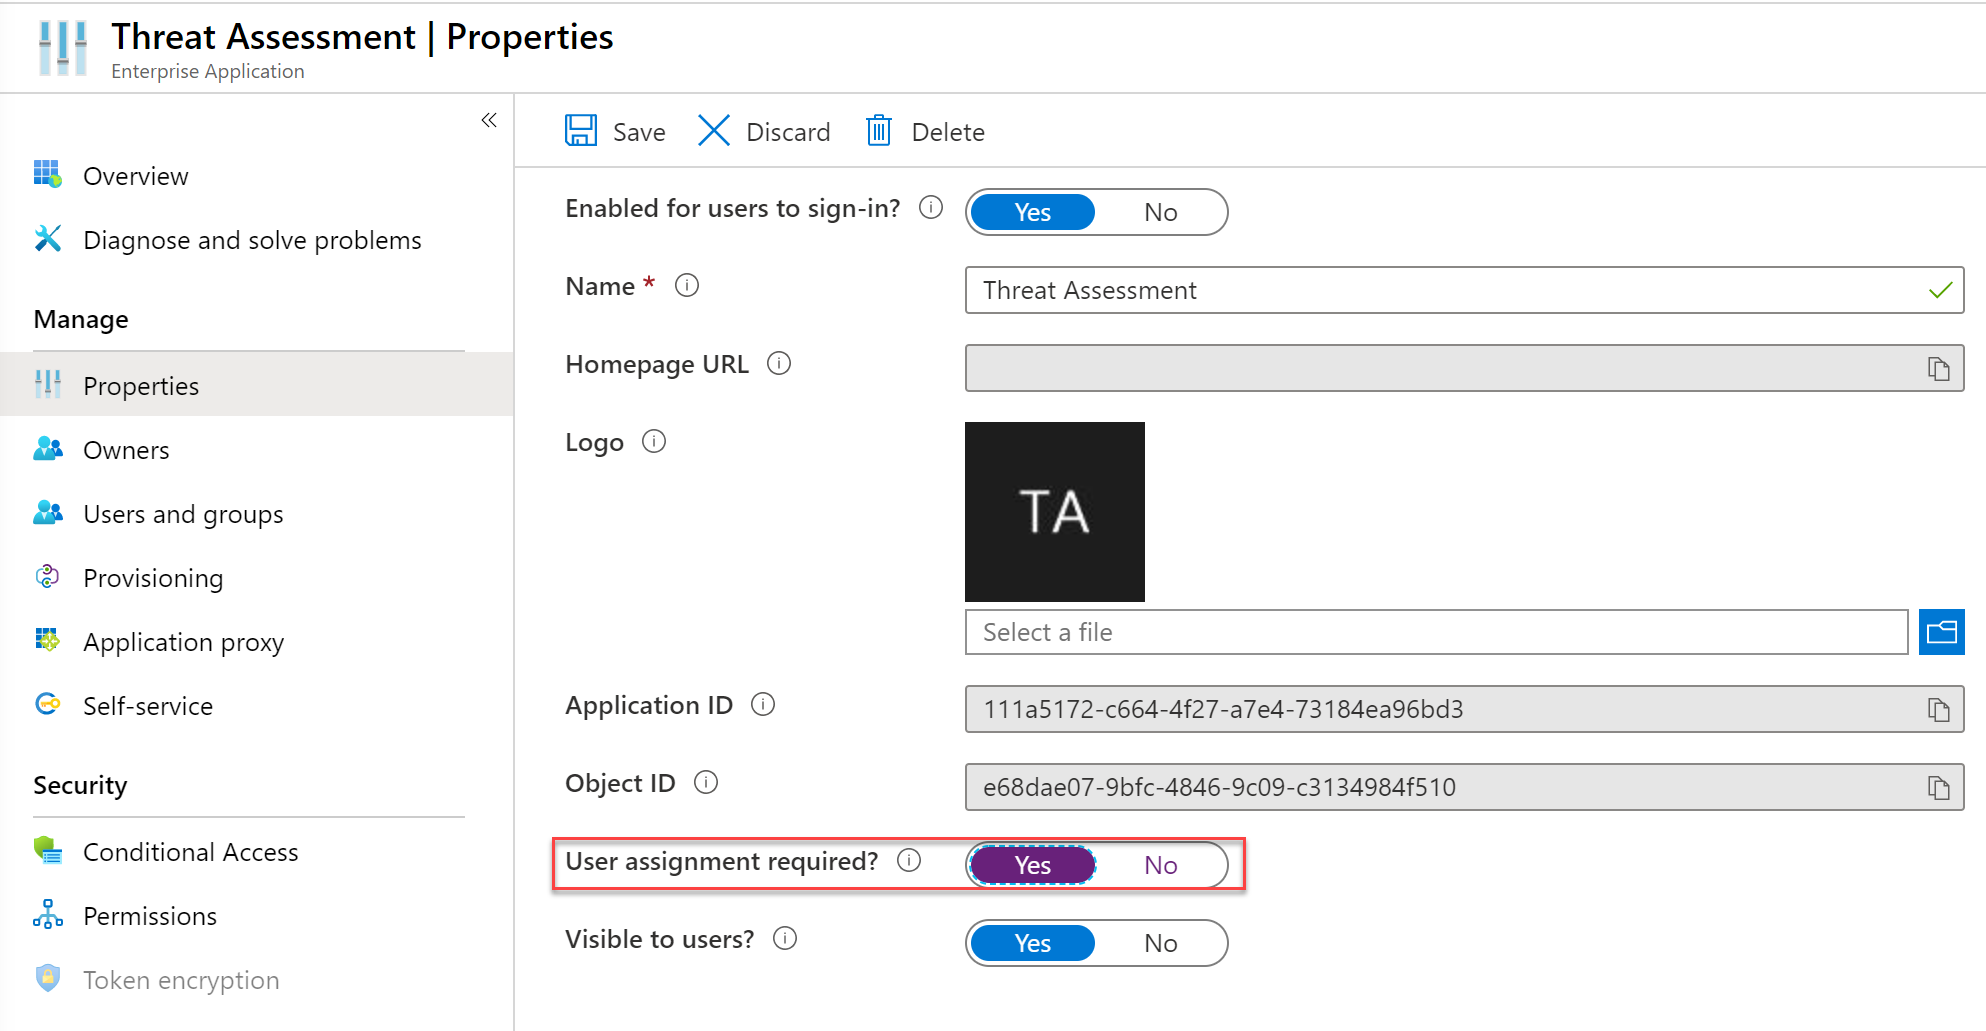 Threat Assessment | Properties
Enterprise Application
Overview
Diagnose and solve problems
Manage
Properties
Owners
Users and groups
Provisioning
Application proxy
Self-service
Security
Conditional Access
Permissions
Token encryption
Save Discard Delete
Enabled for users to sign-in? Yes No
Name * Threat Assessment
Homepage URL
Logo
TA
Select a file
Application ID 111a5172-c664-4f27-a7e4-73184ea96bd3
Object ID e68dae07-9bfc-4846-9c09-c3134984f510
User assignment required? Yes No
Visible to users? Yes No